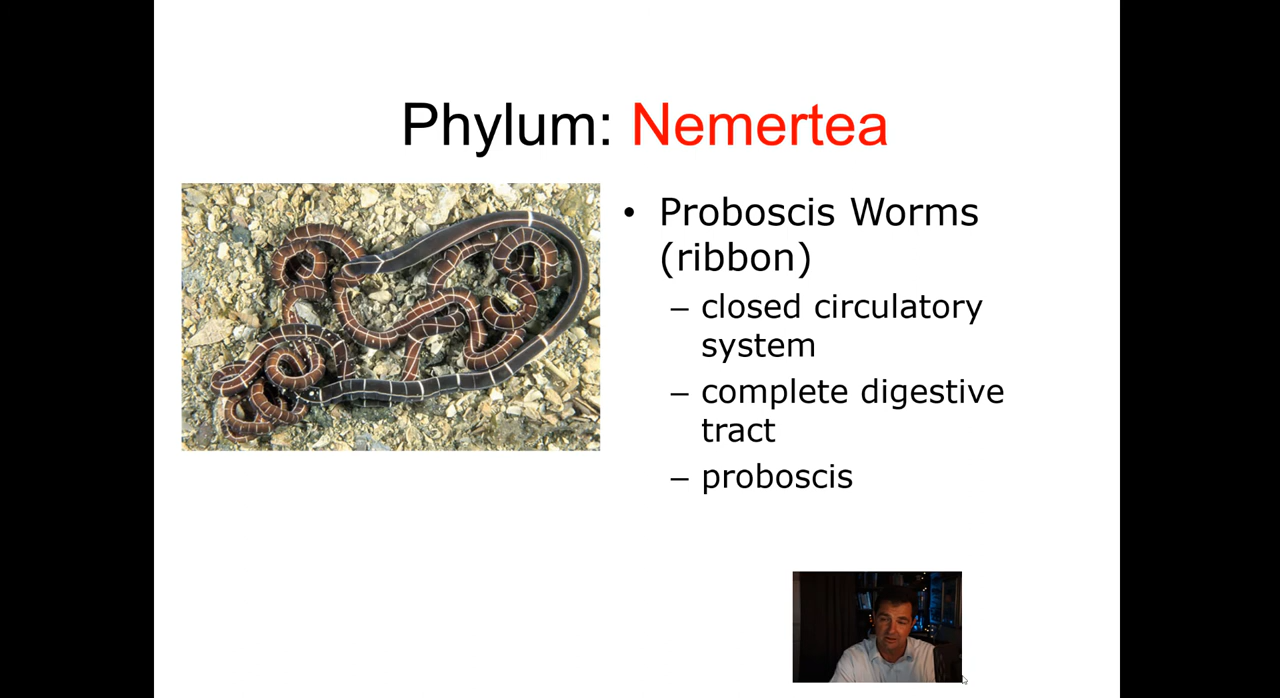 Phylum: Nemertea
• Proboscis Worms
(ribbon)
– closed circulatory
system
– complete digestive
tract
– proboscis